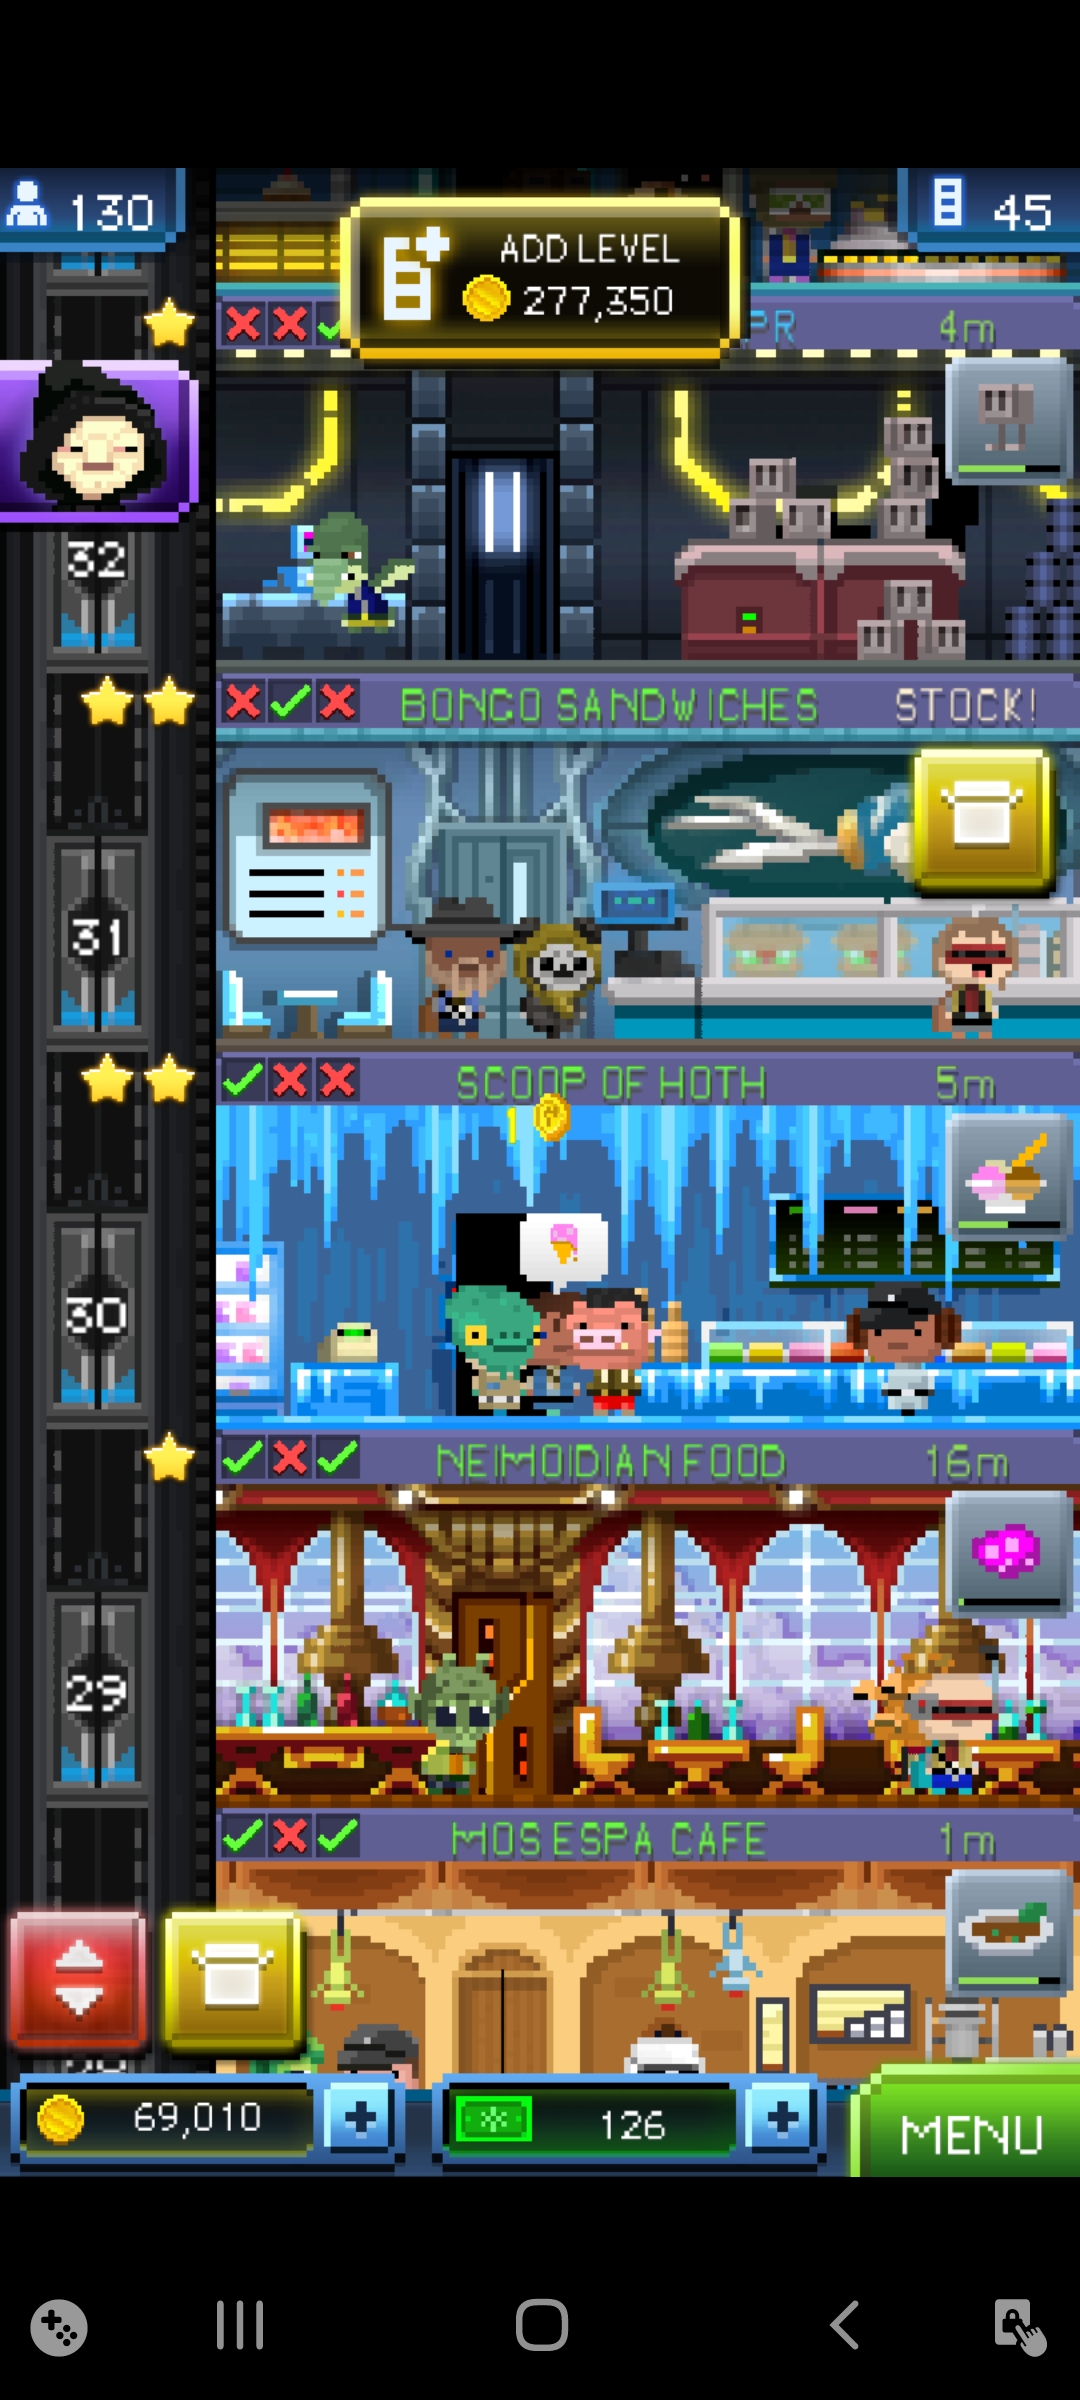 130
45
ADD LEVEL
277,350
PR 4m
32
BONGO SANDWICHES STOCK!
31
SCOOP OF HOTH 5m
1
30
NEIMOIDIAN FOOD 16m
29
MOS ESPA CAFE 1m
69,010
126
MENU